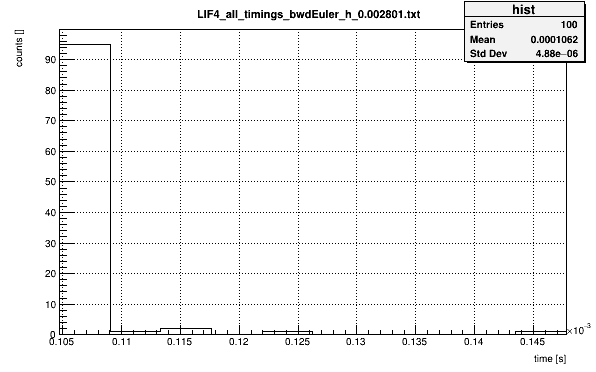 LIF4_all_timings_bwdEuler_h_0.002801.txt
hist
Entries 100
Mean 0.0001062
Std Dev 4.88e−06
counts []
90
80
70
60
50
40
30
20
10
0
0.105 0.11 0.115 0.12 0.125 0.13 0.135 0.14 0.145
×10⁻³
time [s]